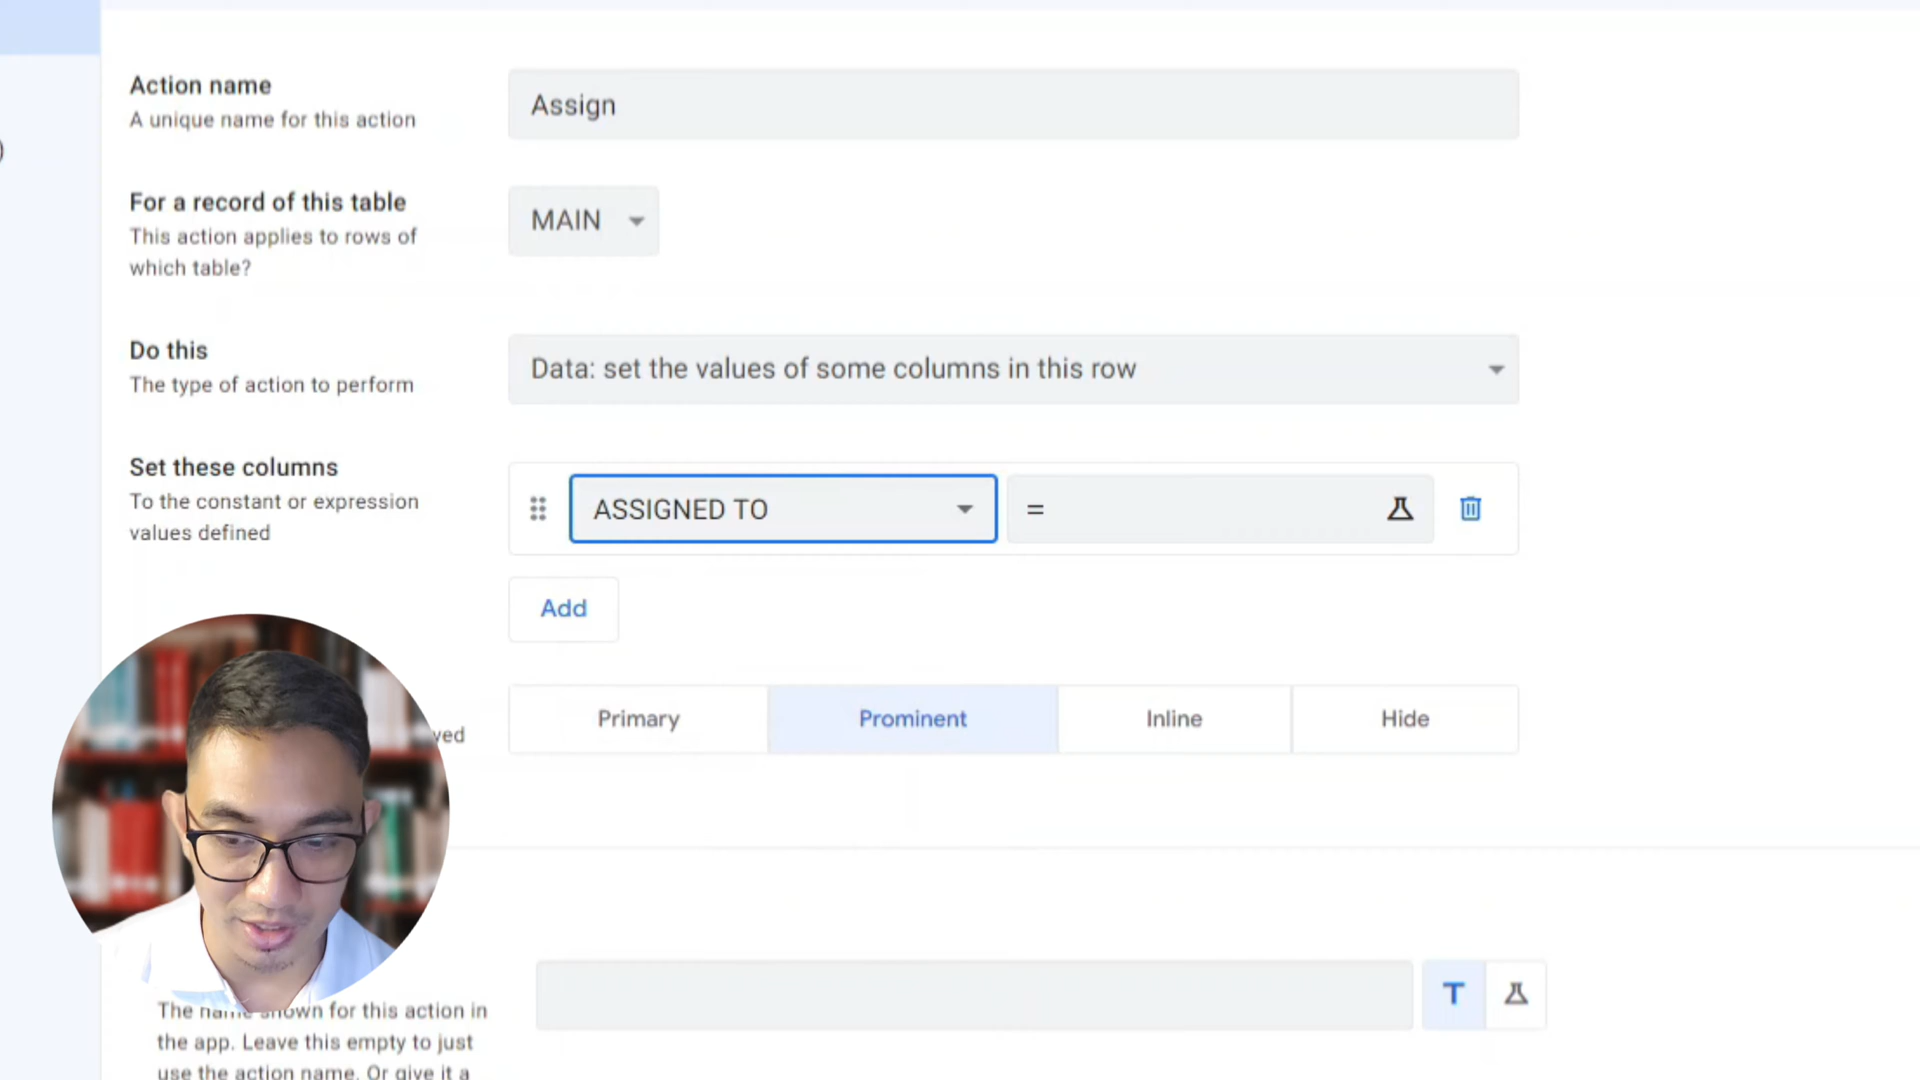 Action name
A unique name for this action
Assign
)
For a record of this table
This action applies to rows of
which table?
MAIN
Do this
The type of action to perform
Data: set the values of some columns in this row
Set these columns
To the constant or expression
values defined
ASSIGNED TO
=
Add
Primary
Prominent
Inline
Hide
The name shown for this action in
the app. Leave this empty to just
use the action name. Or give it a
T